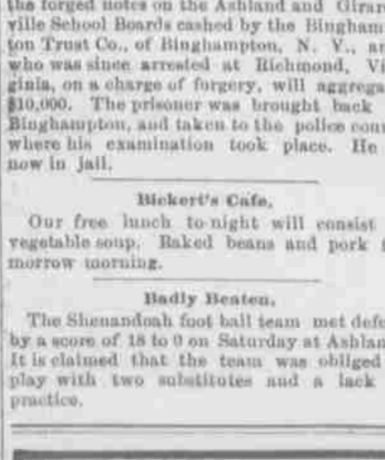 the forged notes on the Ashland and Girard
ville School Boards cashed by the Bingham
ton Trust Co., of Binghampton, N. Y., an
who was since arrested at Richmond, Vi
ginia, on a charge of forgery, will aggrega
$10,000. The prisoner was brought back
Binghampton, and taken to the police cour
where his examination took place. He
now in jail.
Bickert's Cafe.
Our free lunch to-night will consist
vegetable soup. Baked beans and pork t
morrow morning.
Badly Beaten.
The Shenandoah foot ball team met defe
by a score of 18 to 0 on Saturday at Ashlan
It is claimed that the team was obliged
play with two substitutes and a lack
practice.